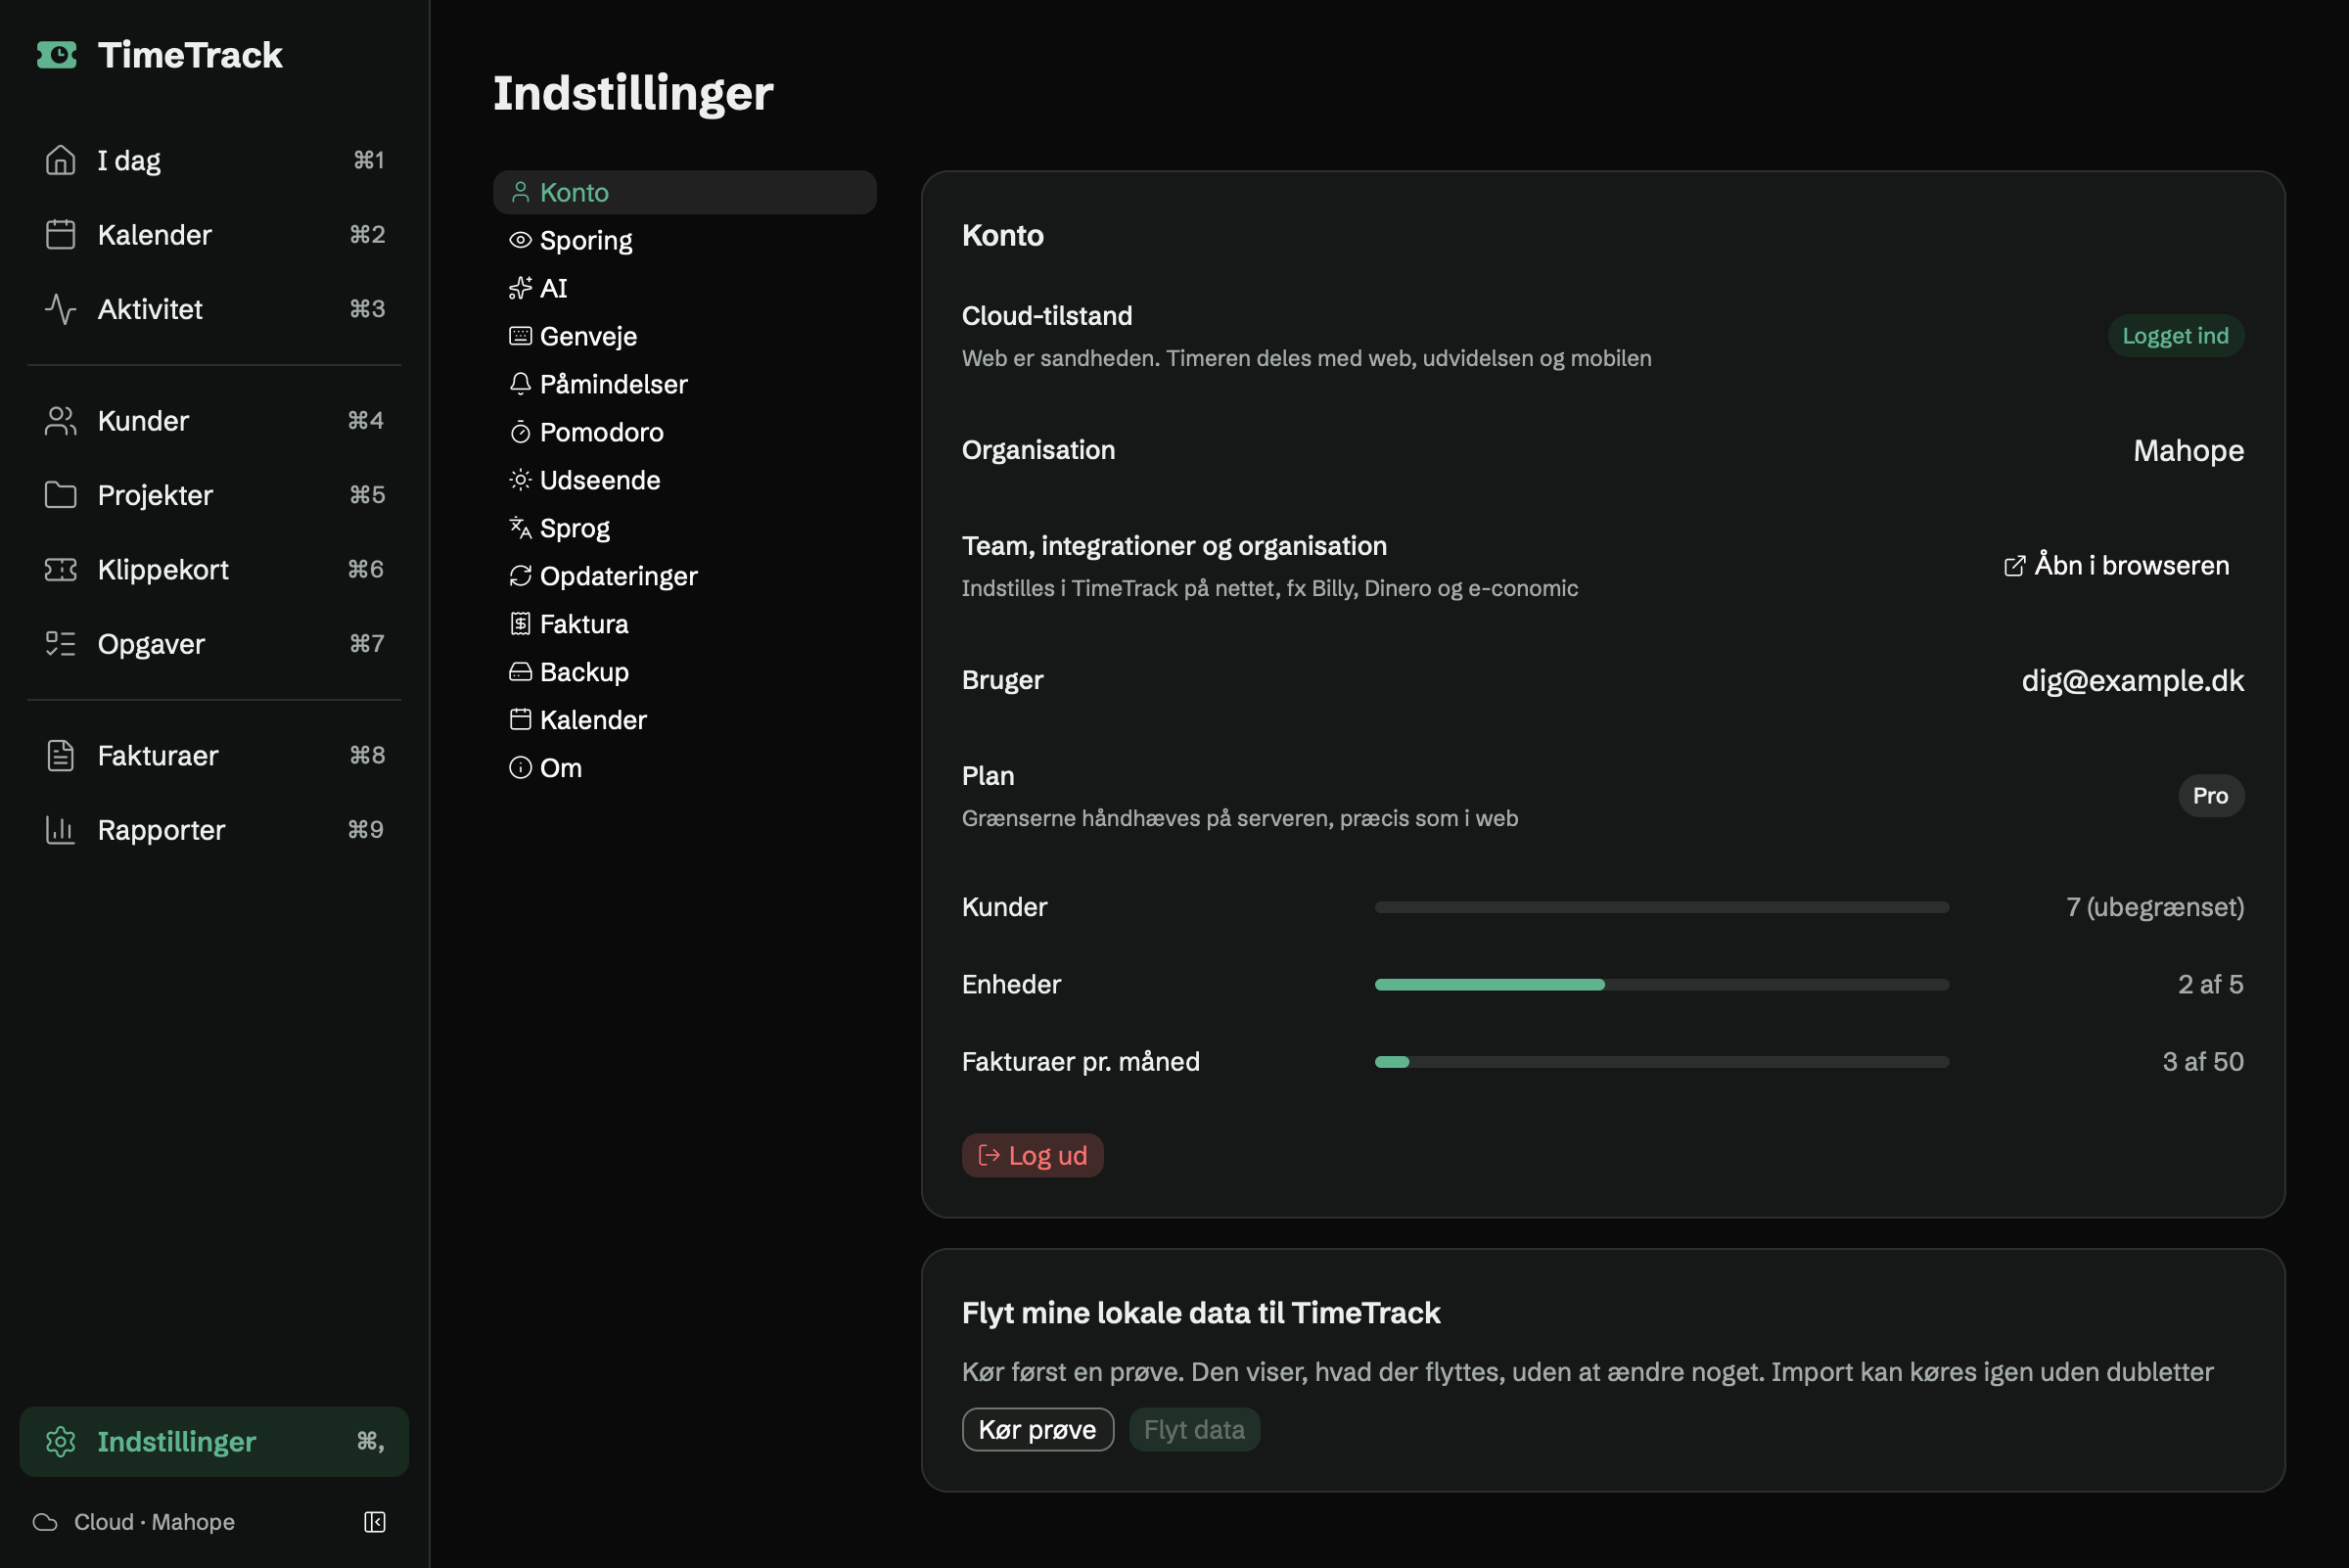 TimeTrack
I dag ⌘1
Kalender ⌘2
Aktivitet ⌘3
Kunder ⌘4
Projekter ⌘5
Klippekort ⌘6
Opgaver ⌘7
Fakturaer ⌘8
Rapporter ⌘9
Indstillinger ⌘,
Cloud · Mahope
Indstillinger
Konto
Sporing
AI
Genveje
Påmindelser
Pomodoro
Udseende
Sprog
Opdateringer
Faktura
Backup
Kalender
Om
Konto
Cloud-tilstand
Web er sandheden. Timeren deles med web, udvidelsen og mobilen
Logget ind
Organisation
Mahope
Team, integrationer og organisation
Indstilles i TimeTrack på nettet, fx Billy, Dinero og e-conomic
Åbn i browseren
Bruger
dig@example.dk
Plan
Grænserne håndhæves på serveren, præcis som i web
Pro
Kunder
7 (ubegrænset)
Enheder
2 af 5
Fakturaer pr. måned
3 af 50
Log ud
Flyt mine lokale data til TimeTrack
Kør først en prøve. Den viser, hvad der flyttes, uden at ændre noget. Import kan køres igen uden dubletter
Kør prøve
Flyt data